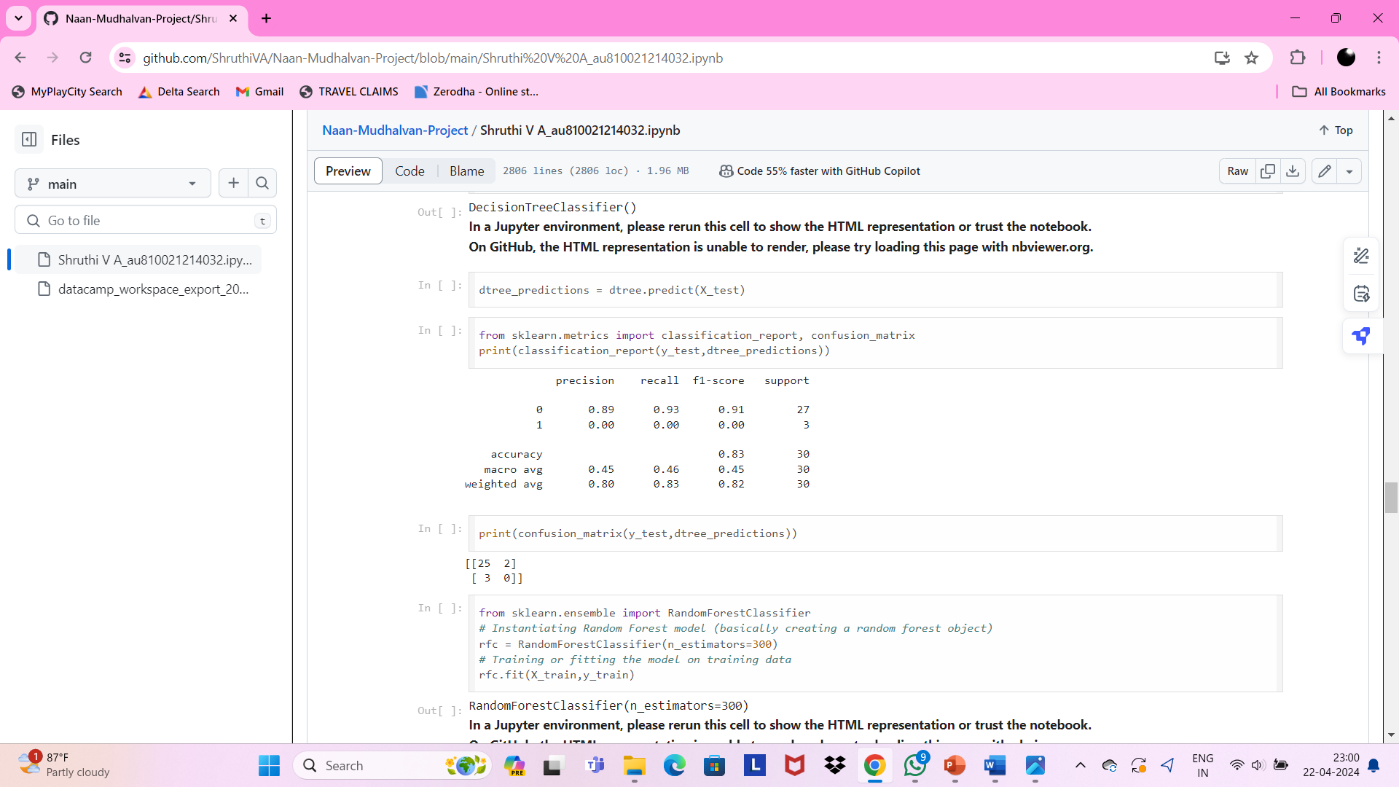 Naan-Mudhalvan-Project/Shru
github.com/ShruthiVA/Naan-Mudhalvan-Project/blob/main/Shruthi%20V%20A_au810021214032.ipynb
MyPlayCity Search Delta Search Gmail TRAVEL CLAIMS Zerodha - Online st... All Bookmarks
Files
main
Go to file t
Shruthi V A_au810021214032.ipy...
datacamp_workspace_export_20...
Naan-Mudhalvan-Project / Shruthi V A_au810021214032.ipynb Top
Preview Code Blame 2806 lines (2806 loc) · 1.96 MB Code 55% faster with GitHub Copilot Raw
Out[ ]: DecisionTreeClassifier()
In a Jupyter environment, please rerun this cell to show the HTML representation or trust the notebook.
On GitHub, the HTML representation is unable to render, please try loading this page with nbviewer.org.
In [ ]: dtree_predictions = dtree.predict(X_test)
In [ ]: from sklearn.metrics import classification_report, confusion_matrix
print(classification_report(y_test,dtree_predictions))
precision recall f1-score support
0 0.89 0.93 0.91 27
1 0.00 0.00 0.00 3
accuracy 0.83 30
macro avg 0.45 0.46 0.45 30
weighted avg 0.80 0.83 0.82 30
In [ ]: print(confusion_matrix(y_test,dtree_predictions))
[[25 2]
[ 3 0]]
In [ ]: from sklearn.ensemble import RandomForestClassifier
# Instantiating Random Forest model (basically creating a random forest object)
rfc = RandomForestClassifier(n_estimators=300)
# Training or fitting the model on training data
rfc.fit(X_train,y_train)
Out[ ]: RandomForestClassifier(n_estimators=300)
In a Jupyter environment, please rerun this cell to show the HTML representation or trust the notebook.
1 87°F
Partly cloudy
Search
PRE
L
9
ENG
IN
23:00
22-04-2024